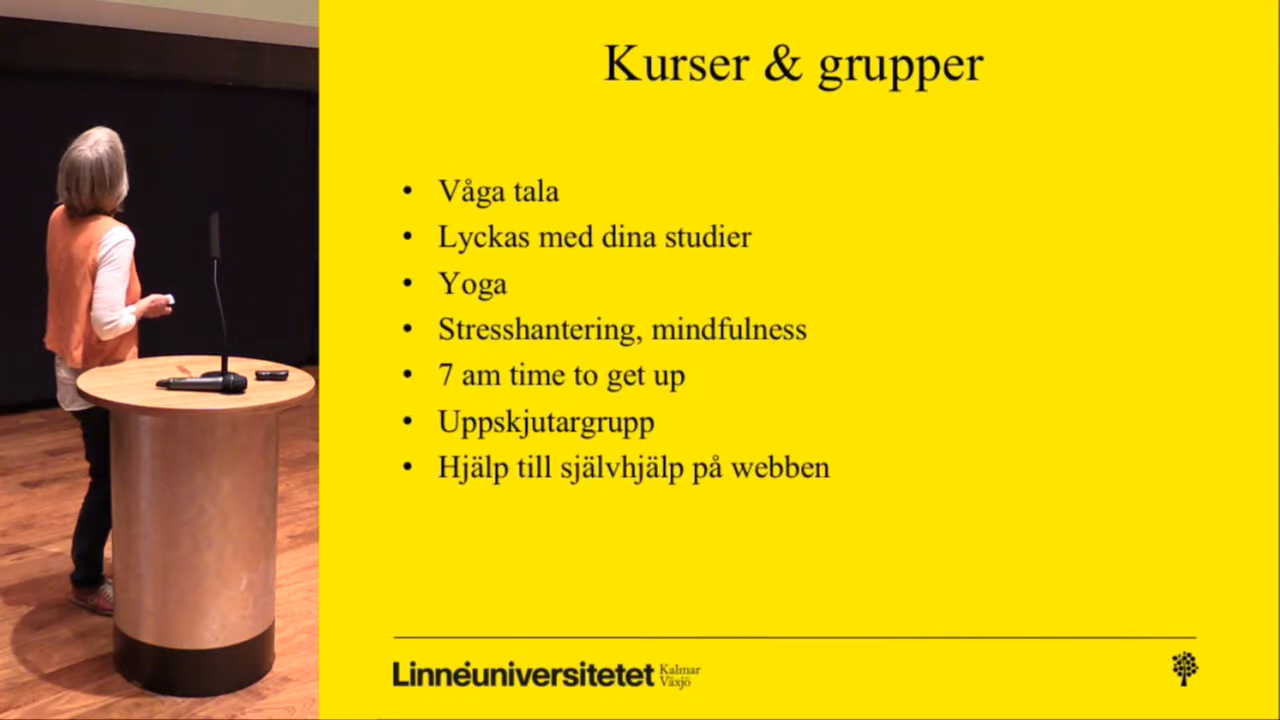 Kurser & grupper
• Våga tala
• Lyckas med dina studier
• Yoga
• Stresshantering, mindfulness
• 7 am time to get up
• Uppskjutargrupp
• Hjälp till självhjälp på webben
Linnéuniversitetet Kalmar
Växjö